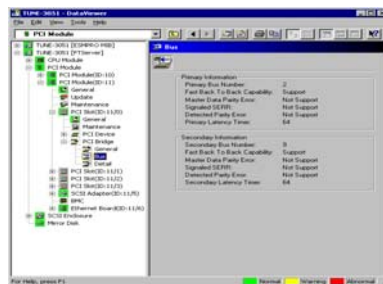 TUNE-3051 - DataViewer
File Edit View Tools Help
PCI Module
TUNE-3051 [ESMPRO MIB]
TUNE-3051 [FTServer]
CPU Module
PCI Module
PCI Module(ID:10)
PCI Module(ID:11)
General
Update
Maintenance
PCI Slot(ID:11/0)
General
Maintenance
PCI Device
PCI Bridge
General
Bus
Detail
PCI Slot(ID:11/1)
PCI Slot(ID:11/2)
PCI Slot(ID:11/3)
SCSI Adapter(ID:11/5)
BMC
Ethernet Board(ID:11/6)
SCSI Enclosure
Mirror Disk
Bus
Primary Information
Primary Bus Number: 2
Fast Back To Back Capability: Support
Master Data Parity Error: Not Support
Signaled SERR: Not Support
Detected Parity Error: Not Support
Primary Latency Timer: 64
Secondary Information
Secondary Bus Number:
Fast Back To Back Capability: Support
Master Data Parity Error: Not Support
Signaled SERR: Not Support
Detected Parity Error: Not Support
Secondary Latency Timer: 64
For Help, press F1
Normal Warning Abnormal